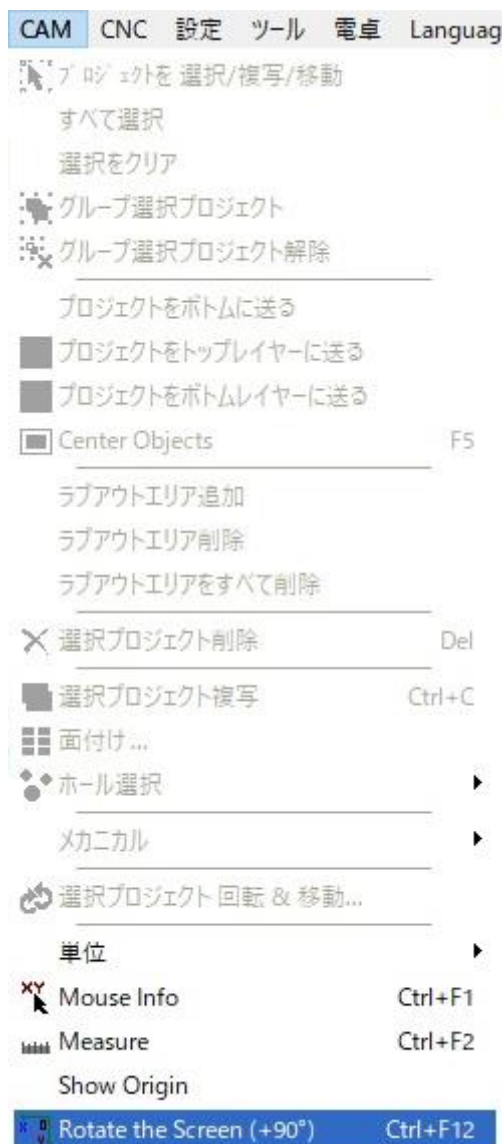 CAM CNC 設定 ツール 電卓 Languag
プロジェクトを 選択/複写/移動
すべて選択
選択をクリア
グループ選択プロジェクト
グループ選択プロジェクト解除
プロジェクトをボトムに送る
プロジェクトをトップレイヤーに送る
プロジェクトをボトムレイヤーに送る
Center Objects F5
ラブアウトエリア追加
ラブアウトエリア削除
ラブアウトエリアをすべて削除
選択プロジェクト削除 Del
選択プロジェクト複写 Ctrl+C
面付け...
ホール選択
メカニカル
選択プロジェクト 回転 & 移動...
単位
Mouse Info Ctrl+F1
Measure Ctrl+F2
Show Origin
Rotate the Screen (+90°) Ctrl+F12